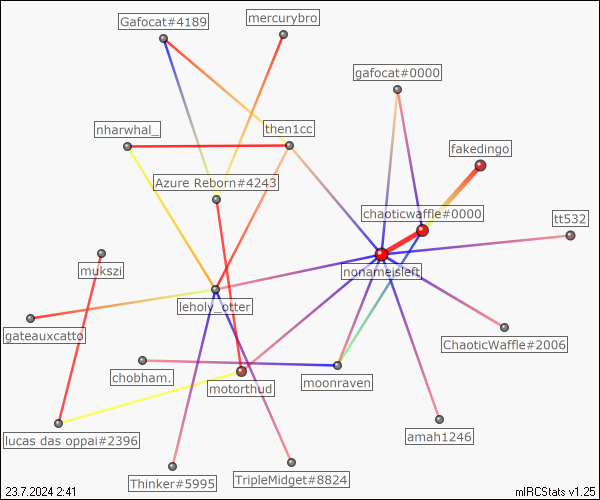 Gafocat#4189
mercurybro
gafocat#0000
nharwhal_
then1cc
fakedingo
Azure Reborn#4243
chaoticwaffle#0000
tt532
mukszi
nonameisleft
leholy_otter
gateauxcatto
ChaoticWaffle#2006
chobham.
motorthud
moonraven
lucas das oppai#2396
amah1246
Thinker#5995
TripleMidget#8824
23.7.2024 2:41
mIRCStats v1.25